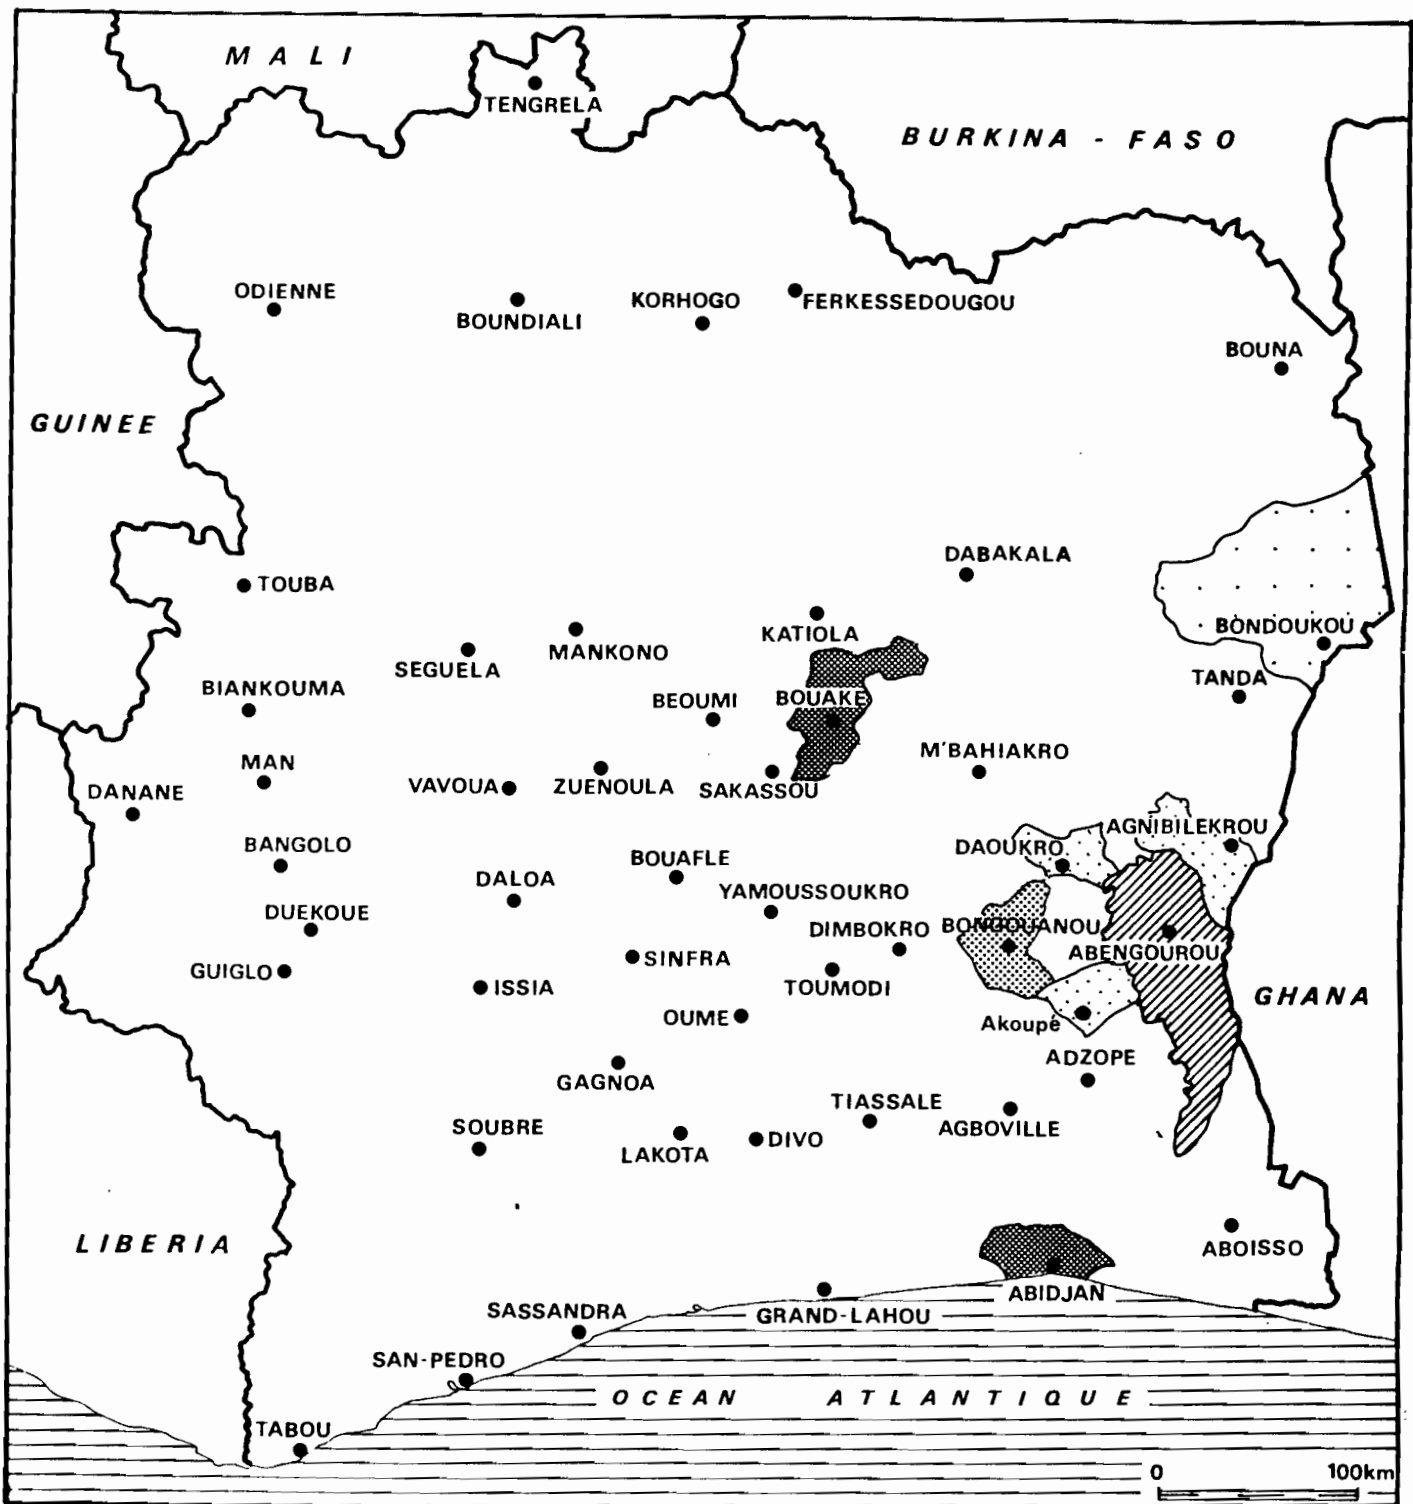 MALI
TENGRELA
BURKINA - FASO
ODIENNE
BOUNDIALI
KORHOGO
FERKESSEDOUGOU
BOUNA
GUINEE
DABAKALA
TOUBA
BONDOUKOU
KATIOLA
MANKONO
SEGUELA
TANDA
BIANKOUMA
BEOUMI
BOUAKE
M'BAHIAKRO
MAN
DANANE
VAVOUA
ZUENOULA
SAKASSOU
AGNIBILEKROU
BANGOLO
DAOUKRO
BOUAFLE
DALOA
YAMOUSSOUKRO
DUEKOUE
DIMBOKRO
BONGOUANOU
ABENGOUROU
SINFRA
GUIGLO
ISSIA
TOUMODI
GHANA
OUME
Akoupé
ADZOPE
GAGNOA
TIASSALE
AGBOVILLE
SOUBRE
LAKOTA
DIVO
LIBERIA
ABOISSO
ABIDJAN
SASSANDRA
GRAND-LAHOU
SAN-PEDRO
OCEAN ATLANTIQUE
TABOU
0 100km